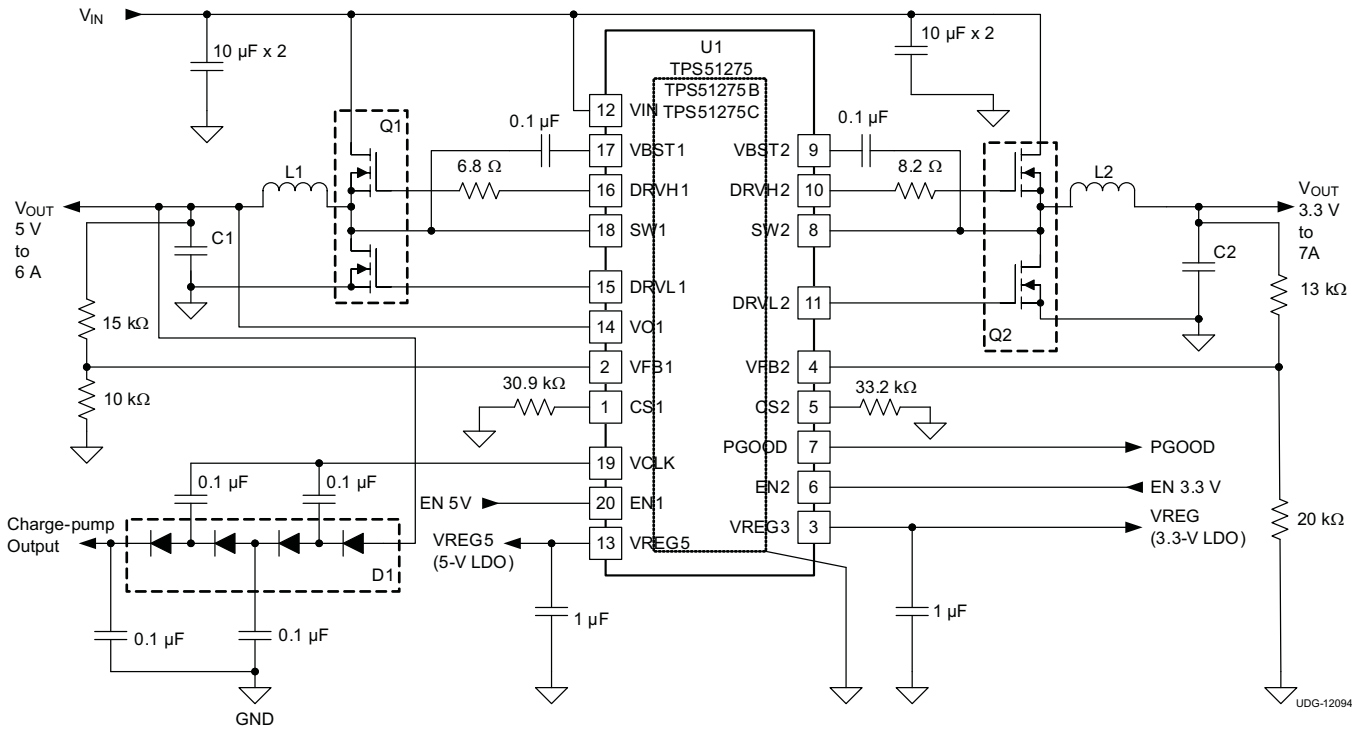 VIN
10 µF x 2
10 µF x 2
U1
TPS51275
TPS51275B
TPS51275C
Q1
0.1 µF
12 VIN
0.1 µF
17 VBST1
VBST2 9
L1
6.8 Ω
16 DRVH1
DRVH2 10
8.2 Ω
L2
VOUT
5 V
to
6 A
C1
18 SW1
SW2 8
VOUT
3.3 V
to
7A
C2
15 DRVL1
DRVL2 11
13 kΩ
15 kΩ
14 VO1
Q2
2 VFB1
VFB2 4
10 kΩ
30.9 kΩ
1 CS1
CS2 5
33.2 kΩ
PGOOD 7
PGOOD
19 VCLK
0.1 µF
0.1 µF
EN 5V
20 EN1
EN2 6
EN 3.3 V
Charge-pump
Output
VREG5
(5-V LDO)
13 VREG5
VREG3 3
VREG
(3.3-V LDO)
20 kΩ
D1
0.1 µF
0.1 µF
1 µF
1 µF
GND
UDG-12094